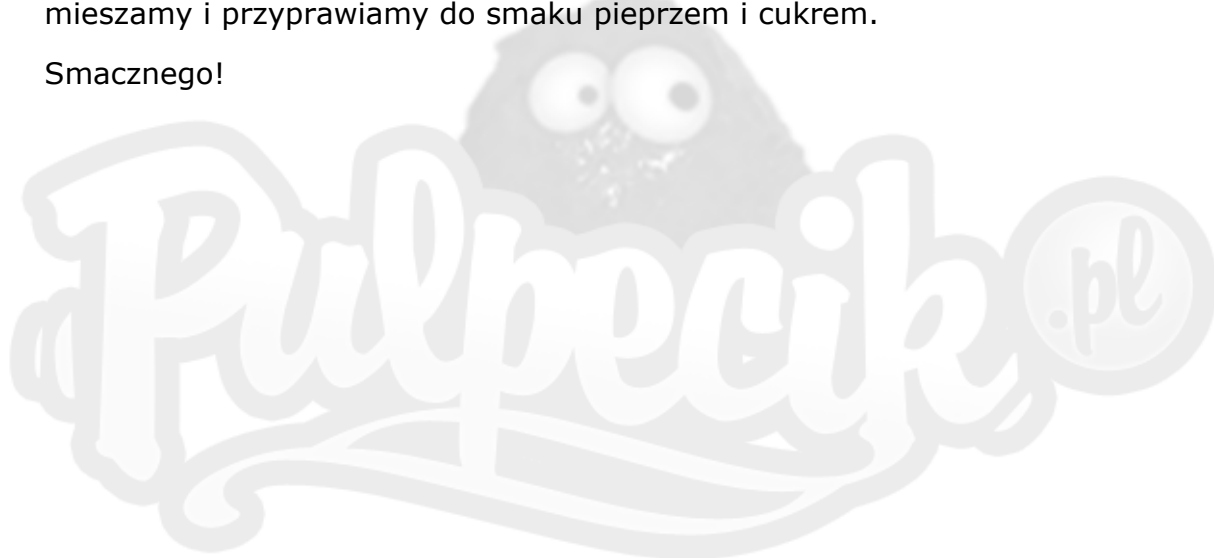 mieszamy i przyprawiamy do smaku pieprzem i cukrem.
Smacznego!
Pulpecik.pl